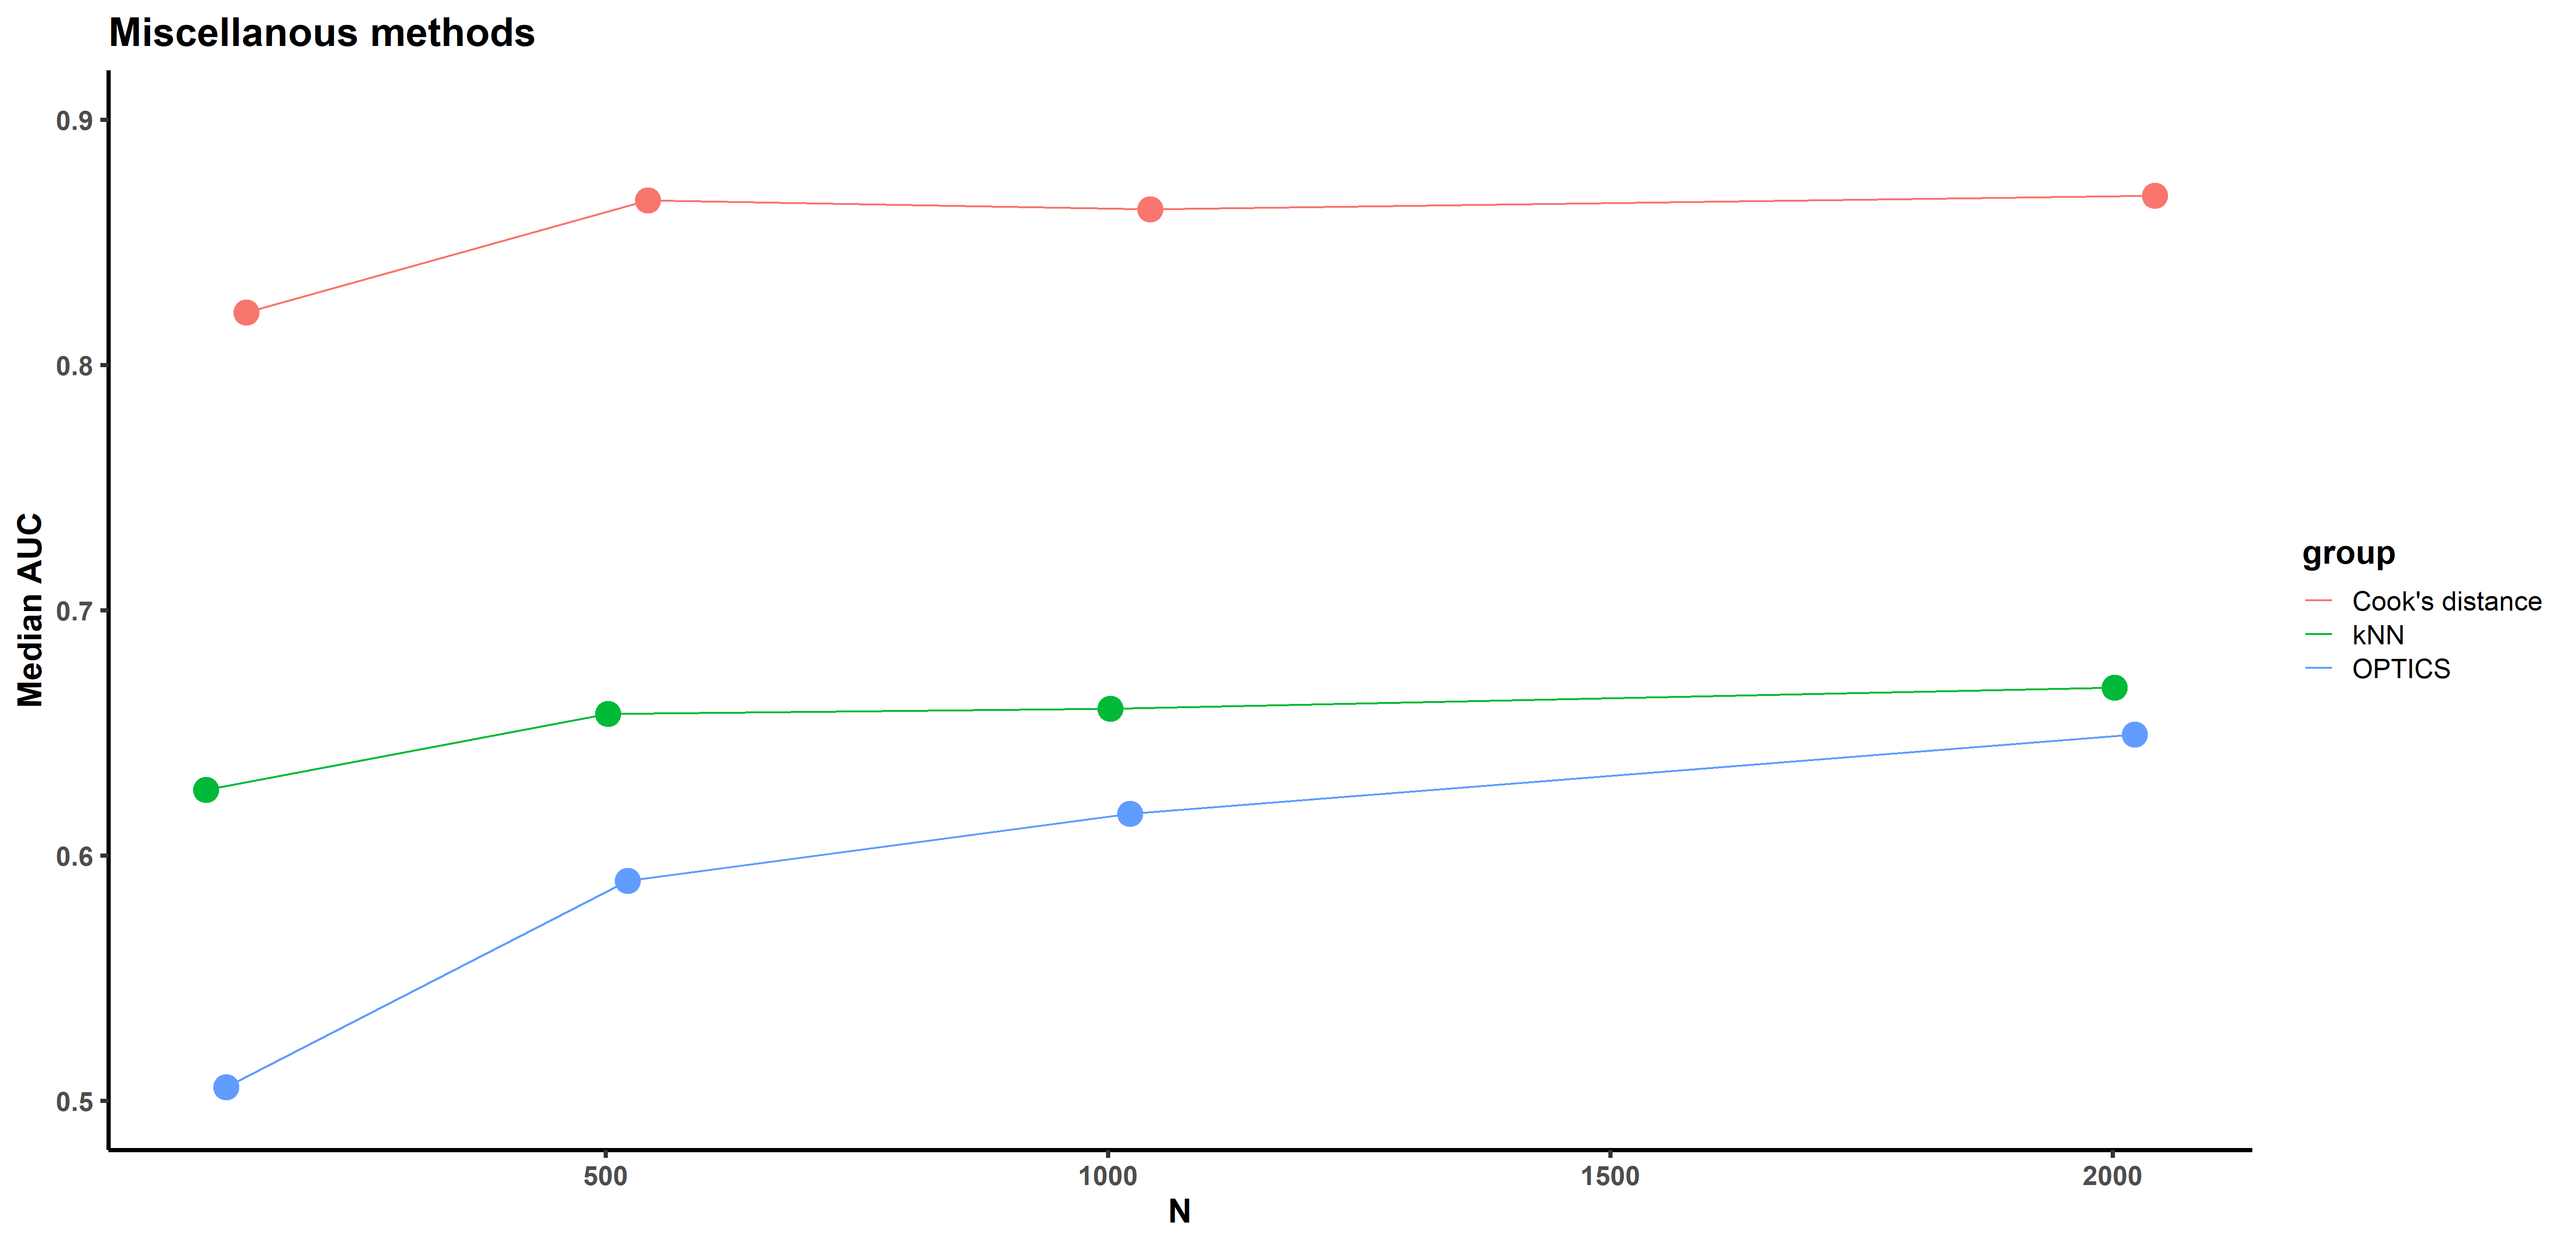 Miscellanous methods
Median AUC
0.9
0.8
0.7
0.6
0.5
500 1000 1500 2000
N
group
Cook's distance
kNN
OPTICS